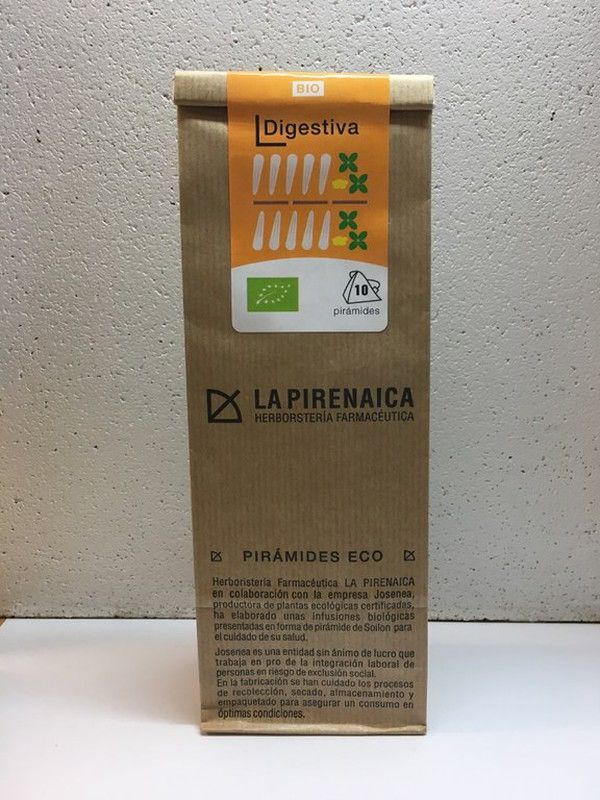 BIO
Digestiva
10
pirámides
LA PIRENAICA
HERBORSTERÍA FARMACÉUTICA
PIRÁMIDES ECO
Herboristería Farmacéutica LA PIRENAICA
en colaboración con la empresa Josenea,
productora de plantas ecológicas certificadas,
ha elaborado unas infusiones biológicas
presentadas en forma de pirámide de Soilon para
el cuidado de su salud.
Josenea es una entidad sin ánimo de lucro que
trabaja en pro de la integración laboral de
personas en riesgo de exclusión social.
En la fabricación se han cuidado los procesos
de recolección, secado, almacenamiento y
empaquetado para asegurar un consumo en
óptimas condiciones.